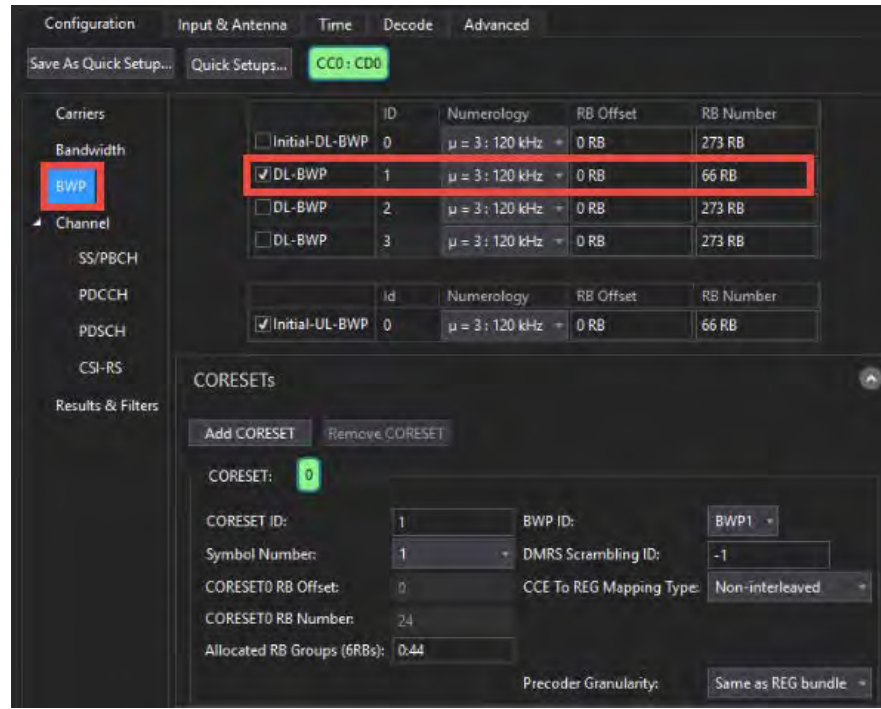 Configuration Input & Antenna Time Decode Advanced
Save As Quick Setup... Quick Setups... CC0 : CD0
Carriers
Bandwidth
BWP
Channel
SS/PBCH
PDCCH
PDSCH
CSI-RS
Results & Filters
ID Numerology RB Offset RB Number
Initial-DL-BWP 0 μ = 3 : 120 kHz 0 RB 273 RB
DL-BWP 1 μ = 3 : 120 kHz 0 RB 66 RB
DL-BWP 2 μ = 3 : 120 kHz 0 RB 273 RB
DL-BWP 3 μ = 3 : 120 kHz 0 RB 273 RB
Id Numerology RB Offset RB Number
Initial-UL-BWP 0 μ = 3 : 120 kHz 0 RB 66 RB
CORESETs
Add CORESET Remove CORESET
CORESET: 0
CORESET ID: 1 BWP ID: BWP1
Symbol Number: 1 DMRS Scrambling ID: -1
CORESET0 RB Offset: 0 CCE To REG Mapping Type: Non-interleaved
CORESET0 RB Number: 24
Allocated RB Groups (6RBs): 0:44
Precoder Granularity: Same as REG bundle